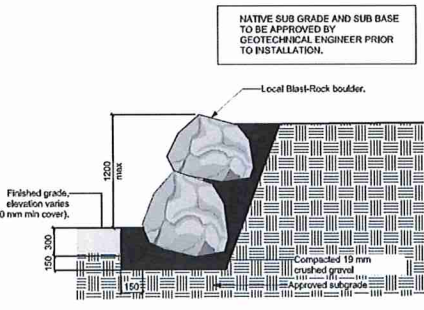 NATIVE SUB GRADE AND SUB BASE
TO BE APPROVED BY
GEOTECHNICAL ENGINEER PRIOR
TO INSTALLATION.
Local Blast-Rock boulder.
1200
max
Finished grade,
elevation varies
0 mm min cover).
300
150
150
Compacted 19 mm
crushed gravel
Approved subgrade